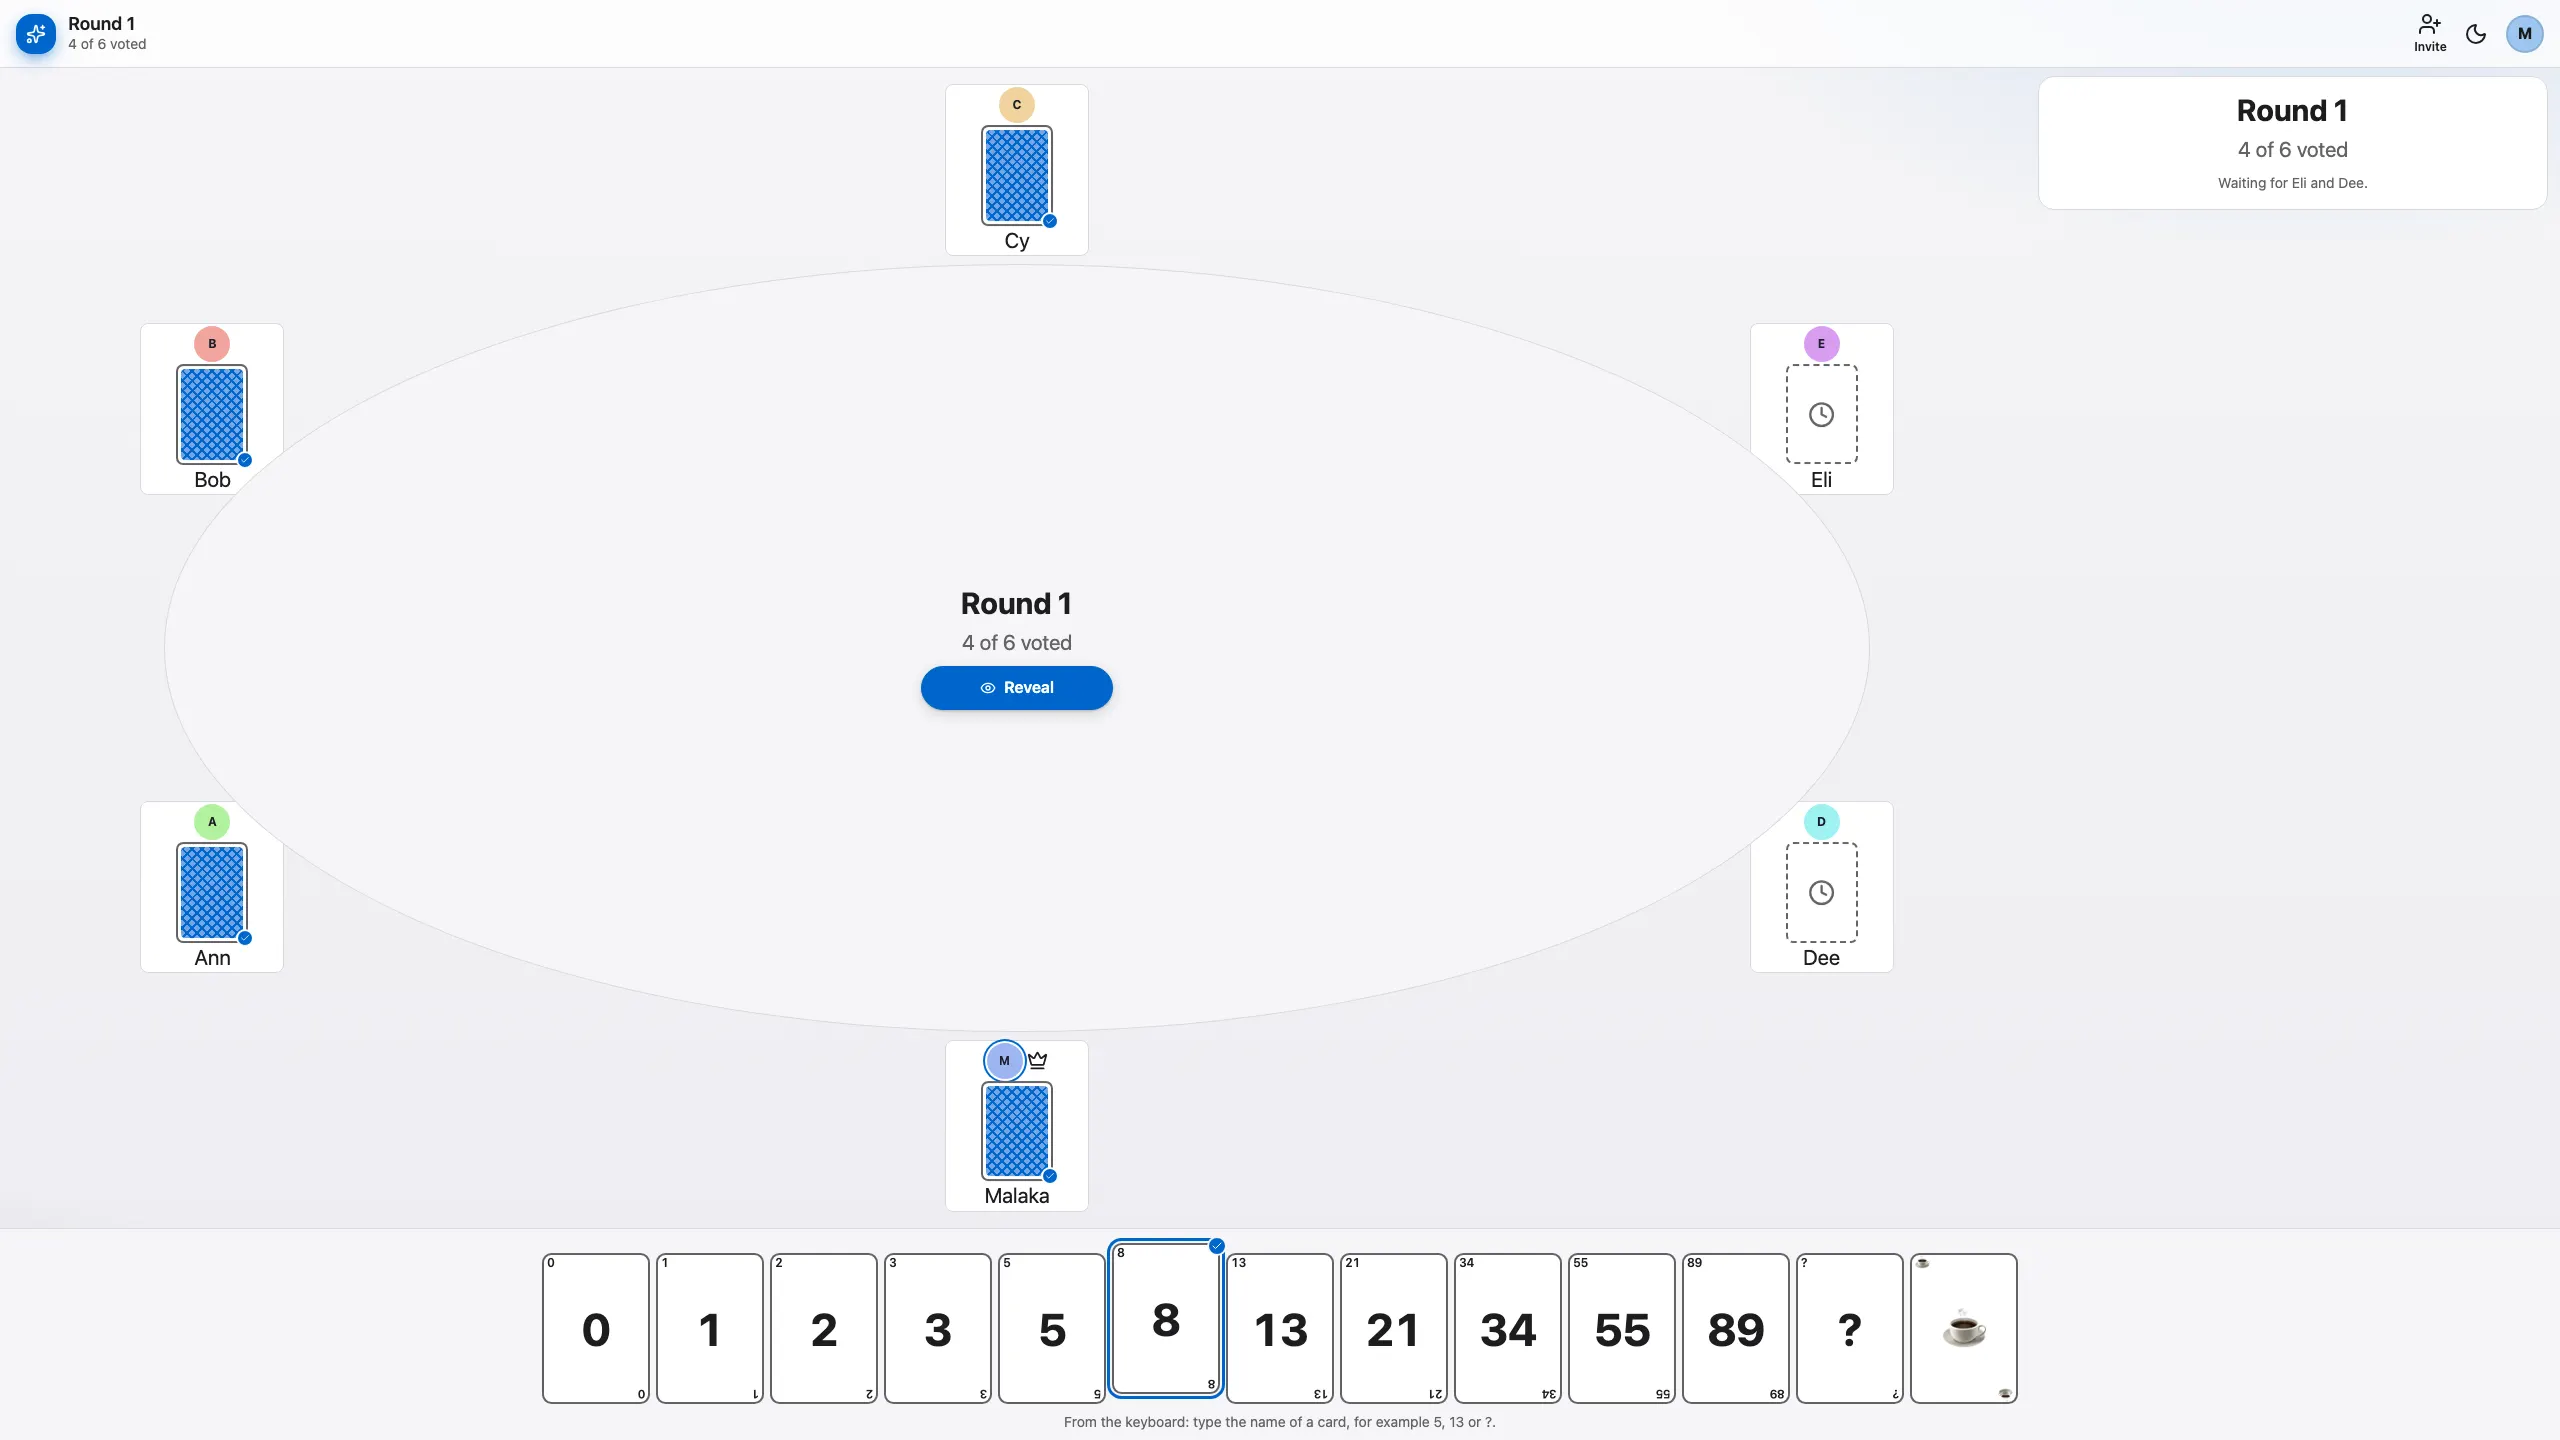 Round 1
4 of 6 voted
Invite
M
Round 1
4 of 6 voted
Waiting for Eli and Dee.
C
Cy
B
Bob
E
Eli
Round 1
4 of 6 voted
Reveal
A
Ann
D
Dee
M
Malaka
0 0 0
1 1 1
2 2 2
3 3 3
5 5 5
8 8 8
13 13 13
21 21 21
34 34 34
55 55 55
89 89 89
? ? ?
From the keyboard: type the name of a card, for example 5, 13 or ?.